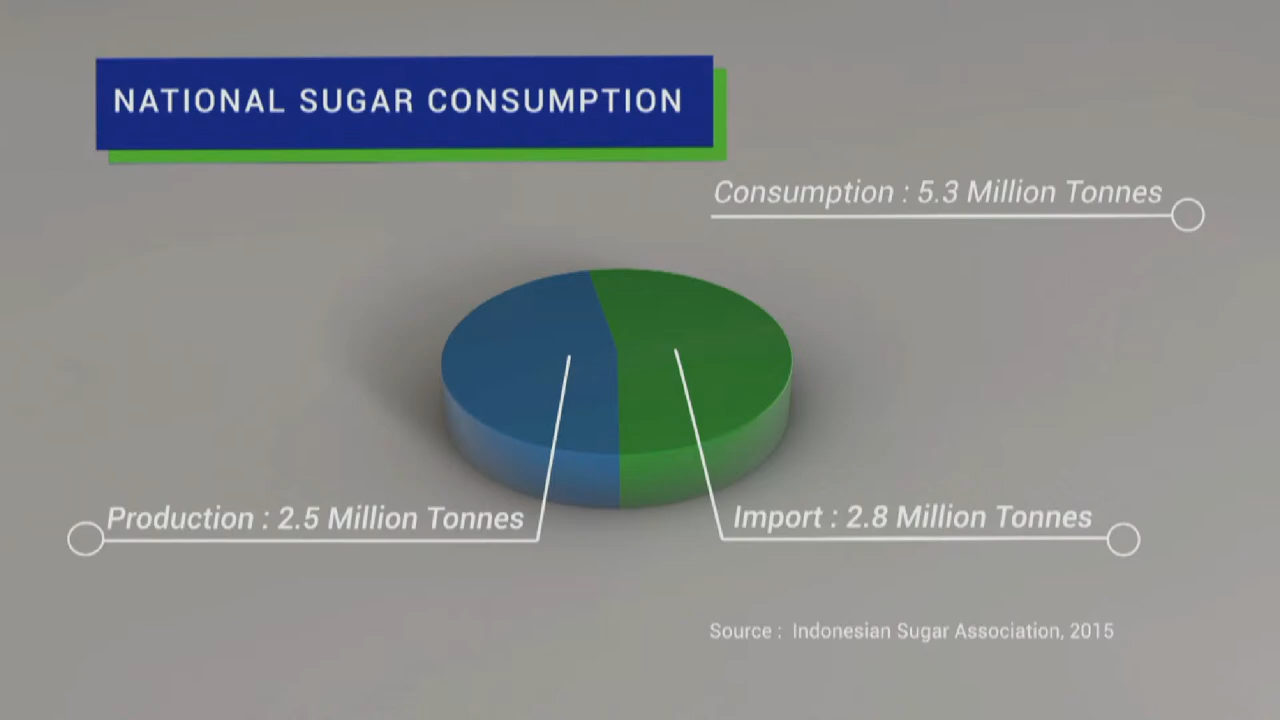 NATIONAL SUGAR CONSUMPTION
Consumption : 5.3 Million Tonnes
Production : 2.5 Million Tonnes
Import : 2.8 Million Tonnes
Source : Indonesian Sugar Association, 2015